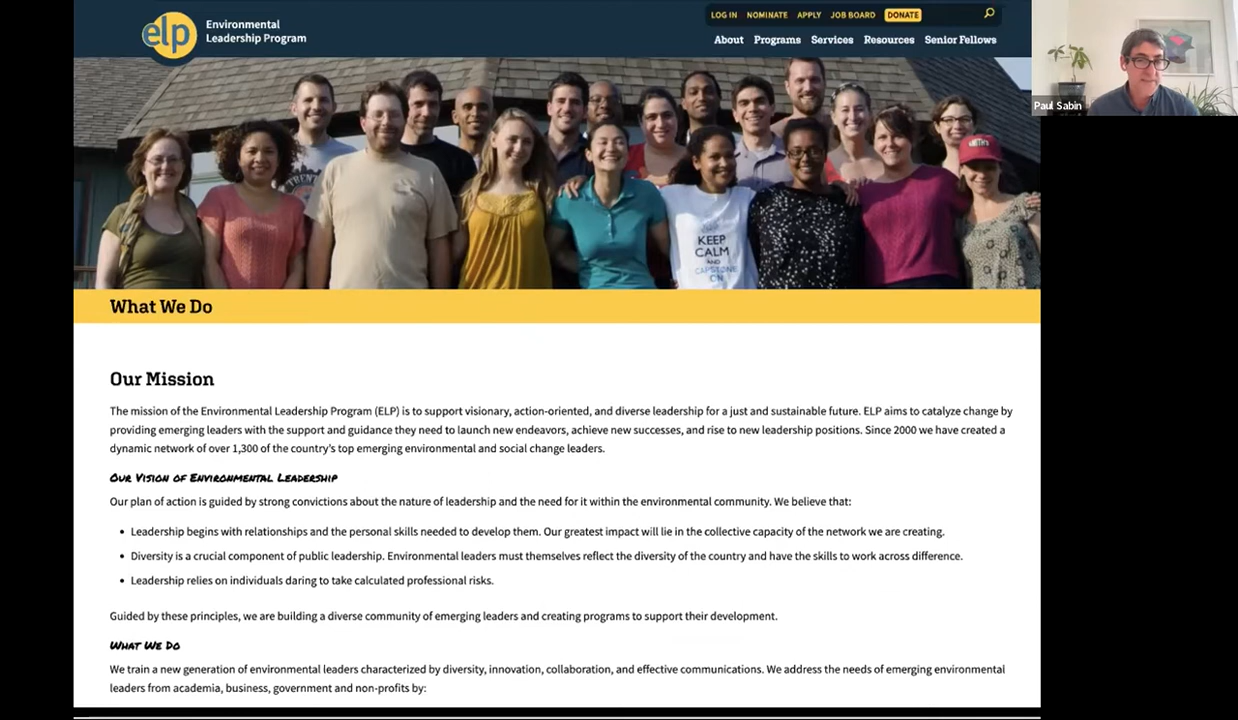 elp
Environmental
Leadership Program
LOG IN NOMINATE APPLY JOB BOARD DONATE
About Programs Services Resources Senior Fellows
Paul Sabin
KEEP
CALM
AND
CAPSTONE
ON
What We Do
Our Mission
The mission of the Environmental Leadership Program (ELP) is to support visionary, action-oriented, and diverse leadership for a just and sustainable future. ELP aims to catalyze change by
providing emerging leaders with the support and guidance they need to launch new endeavors, achieve new successes, and rise to new leadership positions. Since 2000 we have created a
dynamic network of over 1,300 of the country's top emerging environmental and social change leaders.
Our Vision of Environmental Leadership
Our plan of action is guided by strong convictions about the nature of leadership and the need for it within the environmental community. We believe that:
• Leadership begins with relationships and the personal skills needed to develop them. Our greatest impact will lie in the collective capacity of the network we are creating.
• Diversity is a crucial component of public leadership. Environmental leaders must themselves reflect the diversity of the country and have the skills to work across difference.
• Leadership relies on individuals daring to take calculated professional risks.
Guided by these principles, we are building a diverse community of emerging leaders and creating programs to support their development.
What We Do
We train a new generation of environmental leaders characterized by diversity, innovation, collaboration, and effective communications. We address the needs of emerging environmental
leaders from academia, business, government and non-profits by: